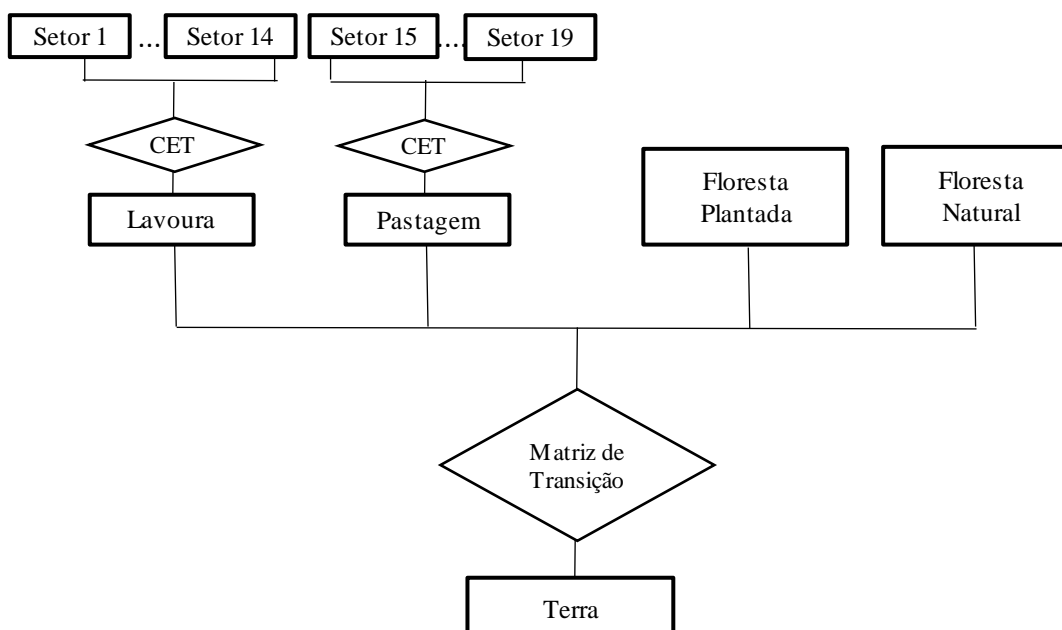 Setor 1 ... Setor 14 Setor 15 .... Setor 19
CET CET
Lavoura Pastagem Floresta Plantada Floresta Natural
Matriz de
Transição
Terra